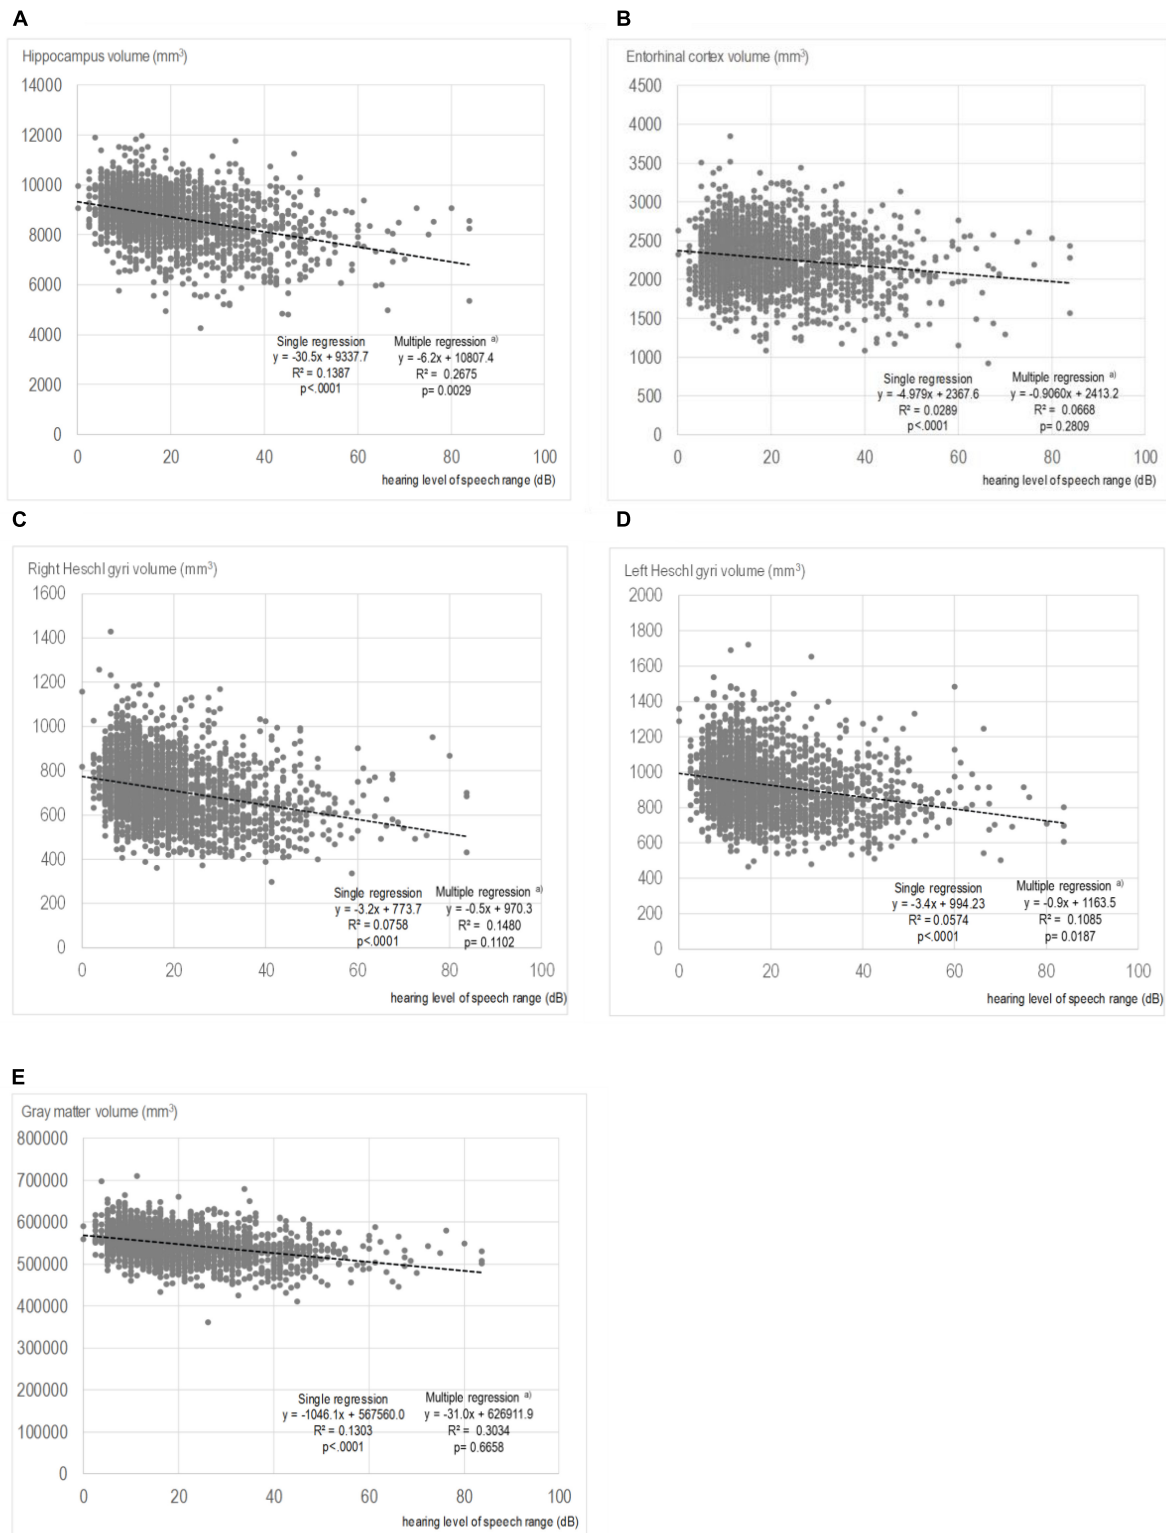 A
Hippocampus volume (mm³)
14000
12000
10000
8000
6000
4000
2000
0
0 20 40 60 80 100
Single regression
y = -30.5x + 9337.7
R² = 0.1387
p<.0001
Multiple regression a)
y = -6.2x + 10807.4
R² = 0.2675
p= 0.0029
hearing level of speech range (dB)
B
Entorhinal cortex volume (mm³)
4500
4000
3500
3000
2500
2000
1500
1000
500
0
0 20 40 60 80 100
Single regression
y = -4.979x + 2367.6
R² = 0.0289
p<.0001
Multiple regression a)
y = -0.9060x + 2413.2
R² = 0.0668
p= 0.2809
hearing level of speech range (dB)
C
Right Heschl gyri volume (mm³)
1600
1400
1200
1000
800
600
400
200
0
0 20 40 60 80 100
Single regression
y = -3.2x + 773.7
R² = 0.0758
p<.0001
Multiple regression a)
y = -0.5x + 970.3
R² = 0.1480
p= 0.1102
hearing level of speech range (dB)
D
Left Heschl gyri volume (mm³)
2000
1800
1600
1400
1200
1000
800
600
400
200
0
0 20 40 60 80 100
Single regression
y = -3.4x + 994.23
R² = 0.0574
p<.0001
Multiple regression a)
y = -0.9x + 1163.5
R² = 0.1085
p= 0.0187
hearing level of speech range (dB)
E
Gray matter volume (mm³)
800000
700000
600000
500000
400000
300000
200000
100000
0
0 20 40 60 80 100
Single regression
y = -1046.1x + 567560.0
R² = 0.1303
p<.0001
Multiple regression a)
y = -31.0x + 626911.9
R² = 0.3034
p= 0.6658
hearing level of speech range (dB)